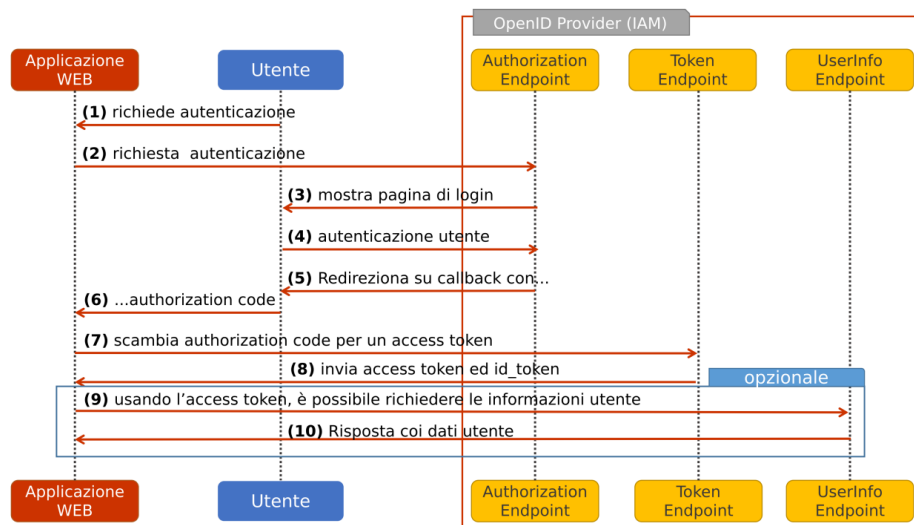 OpenID Provider (IAM)
Applicazione
WEB
Utente
Authorization
Endpoint
Token
Endpoint
UserInfo
Endpoint
(1) richiede autenticazione
(2) richiesta autenticazione
(3) mostra pagina di login
(4) autenticazione utente
(5) Redireziona su callback con...
(6) ...authorization code
(7) scambia authorization code per un access token
(8) invia access token ed id_token
opzionale
(9) usando l’access token, è possibile richiedere le informazioni utente
(10) Risposta coi dati utente
Applicazione
WEB
Utente
Authorization
Endpoint
Token
Endpoint
UserInfo
Endpoint